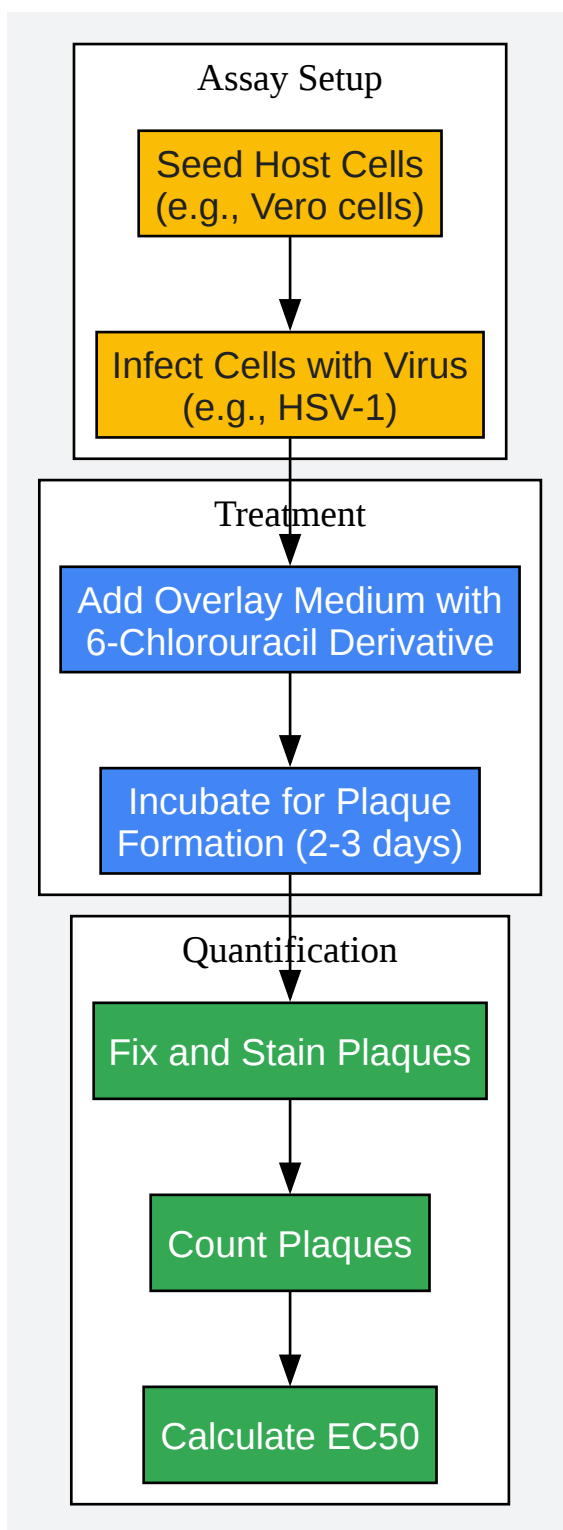 Assay Setup
Seed Host Cells
(e.g., Vero cells)
Infect Cells with Virus
(e.g., HSV-1)
Treatment
Add Overlay Medium with
6-Chlorouracil Derivative
Incubate for Plaque
Formation (2-3 days)
Quantification
Fix and Stain Plaques
Count Plaques
Calculate EC50